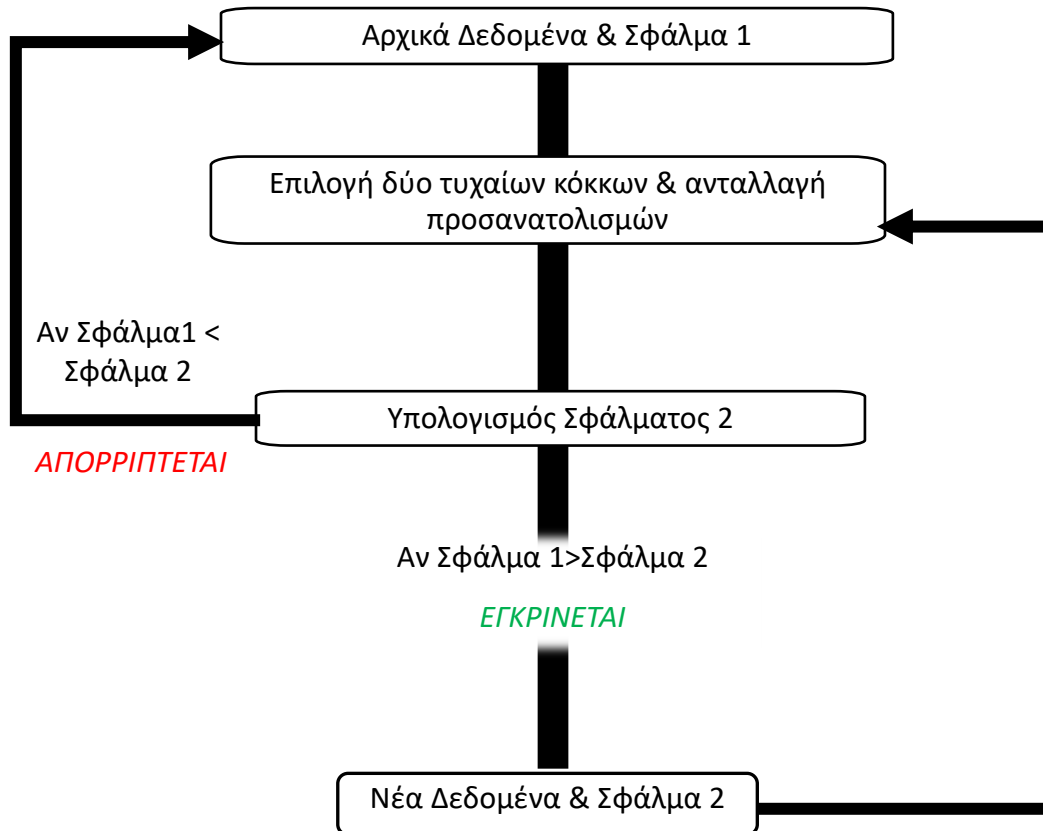 Αρχικά Δεδομένα & Σφάλμα 1
Επιλογή δύο τυχαίων κόκκων & ανταλλαγή
προσανατολισμών
Αν Σφάλμα1 <
Σφάλμα 2
Υπολογισμός Σφάλματος 2
ΑΠΟΡΡΙΠΤΕΤΑΙ
Αν Σφάλμα 1>Σφάλμα 2
ΕΓΚΡΙΝΕΤΑΙ
Νέα Δεδομένα & Σφάλμα 2